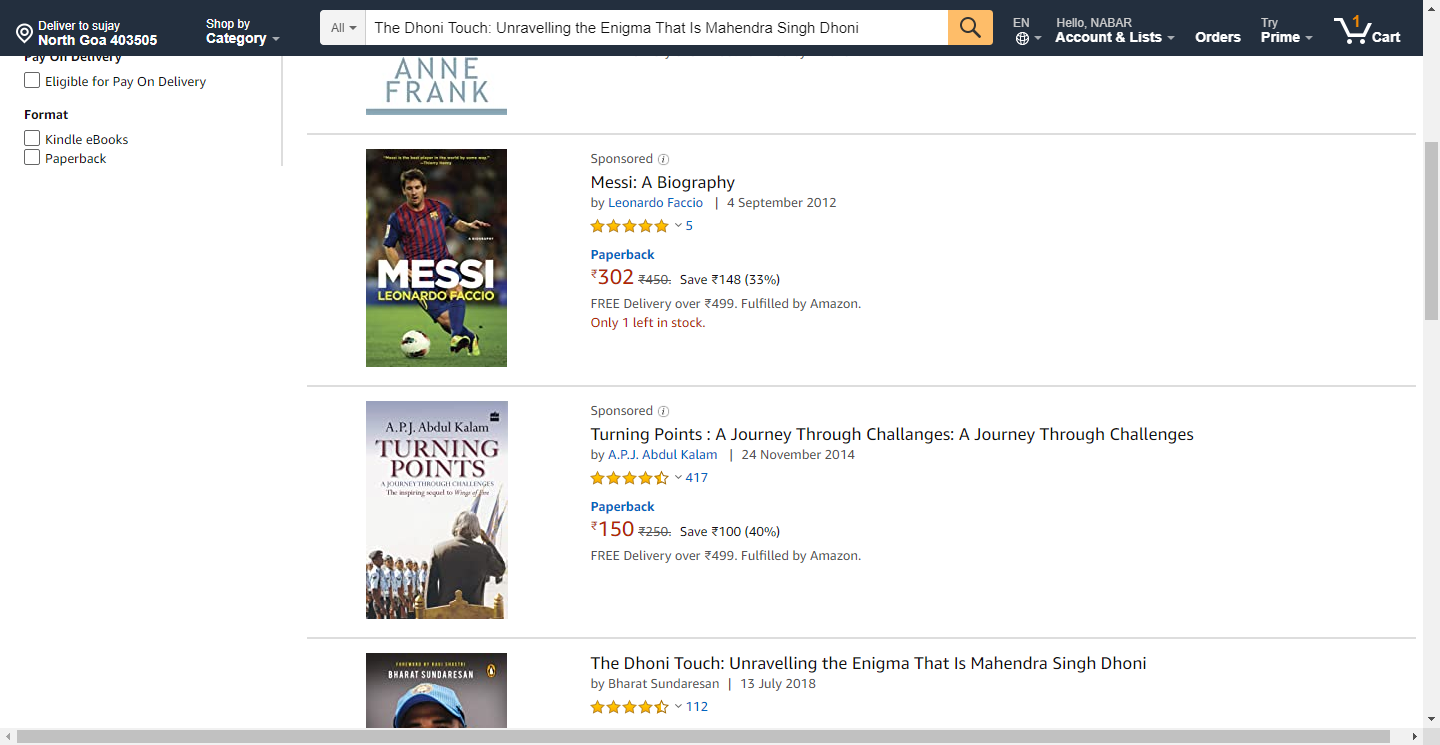 Deliver to sujay
North Goa 403505
Shop by
Category
All
The Dhoni Touch: Unravelling the Enigma That Is Mahendra Singh Dhoni
EN
Hello, NABAR
Account & Lists
Orders
Try
Prime
1
Cart
Pay On Delivery
Eligible for Pay On Delivery
Format
Kindle eBooks
Paperback
ANNE
FRANK
"Messi is the best player in the world by some way."
—Thierry Henry
A BIOGRAPHY
MESSI
LEONARDO FACCIO
Sponsored
Messi: A Biography
by Leonardo Faccio | 4 September 2012
5
Paperback
₹302 ₹450. Save ₹148 (33%)
FREE Delivery over ₹499. Fulfilled by Amazon.
Only 1 left in stock.
A.P.J. Abdul Kalam
TURNING
POINTS
A JOURNEY THROUGH CHALLENGES
The inspiring sequel to Wings of Fire
Sponsored
Turning Points : A Journey Through Challanges: A Journey Through Challenges
by A.P.J. Abdul Kalam | 24 November 2014
417
Paperback
₹150 ₹250. Save ₹100 (40%)
FREE Delivery over ₹499. Fulfilled by Amazon.
FOREWORD BY RAVI SHASTRI
BHARAT SUNDARESAN
The Dhoni Touch: Unravelling the Enigma That Is Mahendra Singh Dhoni
by Bharat Sundaresan | 13 July 2018
112